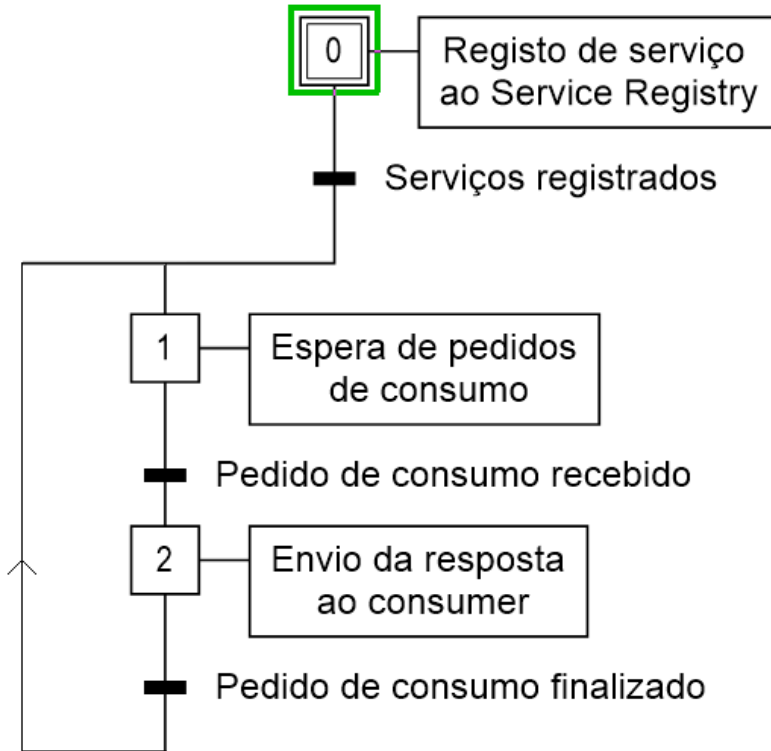 0
Registo de serviço
ao Service Registry
Serviços registrados
1
Espera de pedidos
de consumo
Pedido de consumo recebido
2
Envio da resposta
ao consumer
Pedido de consumo finalizado